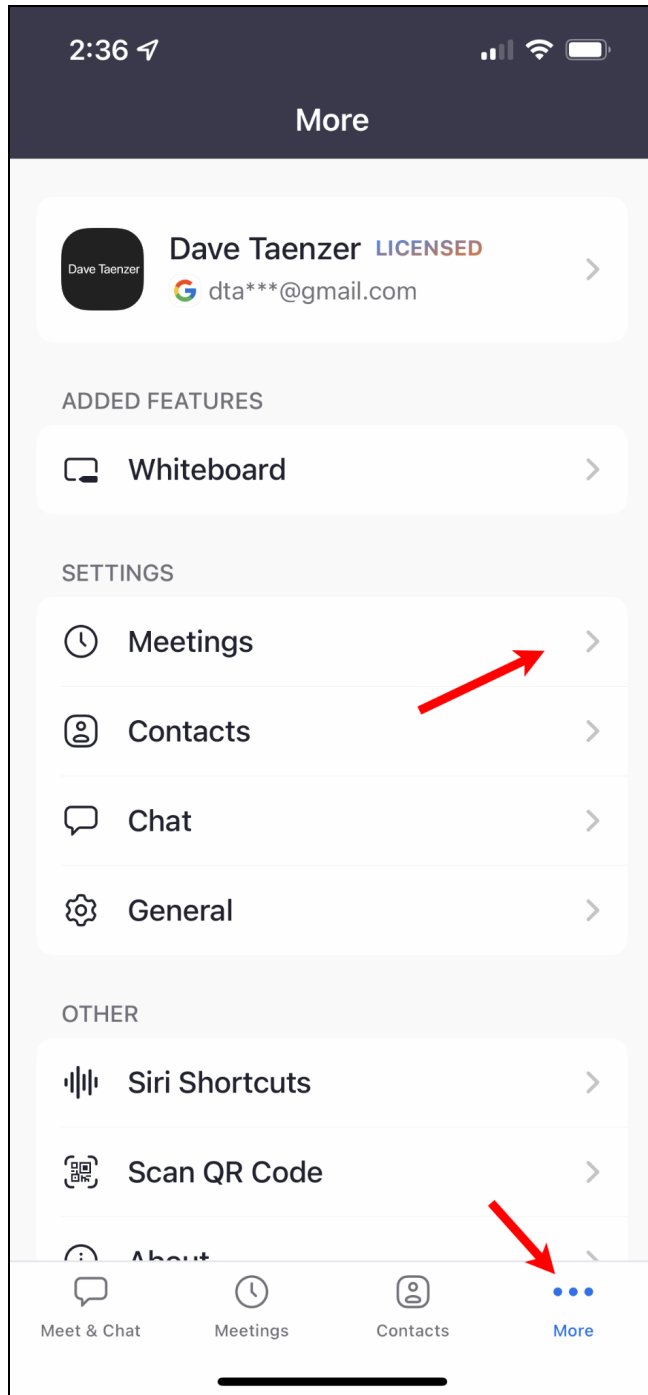 2:36
More
Dave Taenzer
Dave Taenzer LICENSED
dta***@gmail.com
ADDED FEATURES
Whiteboard
SETTINGS
Meetings
Contacts
Chat
General
OTHER
Siri Shortcuts
Scan QR Code
About
Meet & Chat Meetings Contacts More